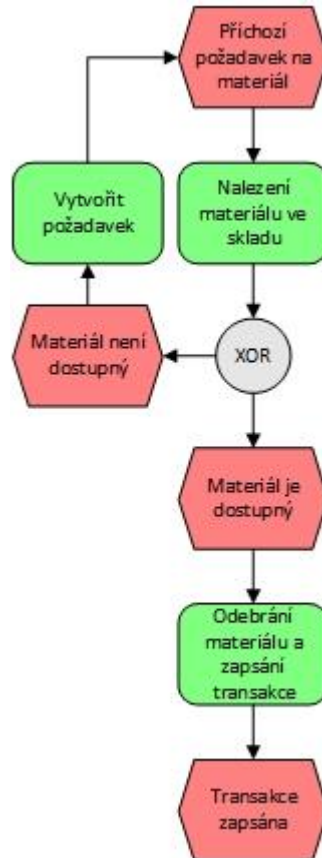 Příchozí
požadavek na
materiál
Vytvořit
požadavek
Nalezení
materiálu ve
skladu
Materiál není
dostupný
XOR
Materiál je
dostupný
Odebrání
materiálu a
zapsání
transakce
Transakce
zapsána